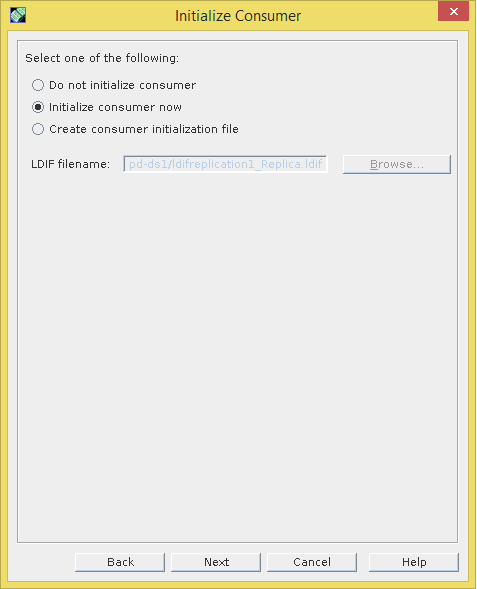 Initialize Consumer
Select one of the following:
Do not initialize consumer
Initialize consumer now
Create consumer initialization file
LDIF filename: pd-ds1/ldifreplication1_Replica.ldif Browse...
Back Next Cancel Help